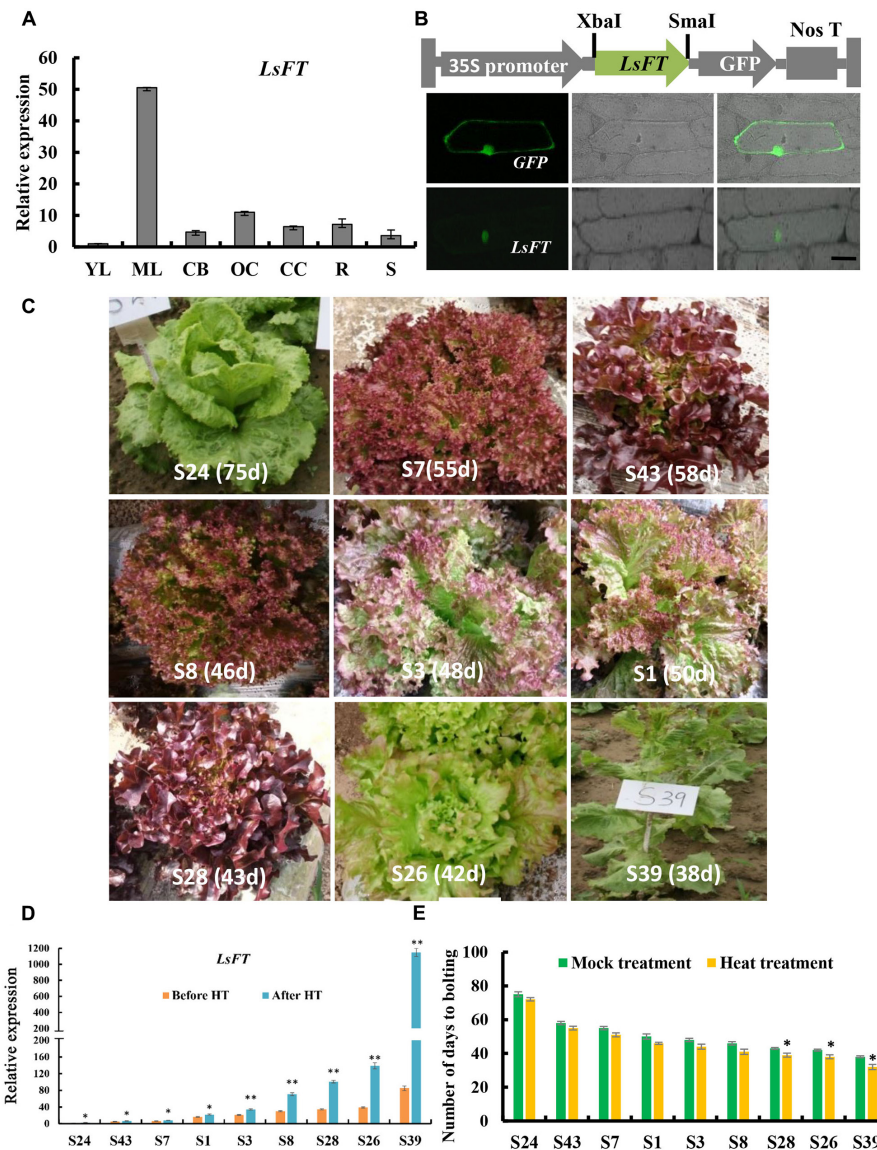 A
LsFT
Relative expression
60
50
40
30
20
10
0
YL ML CB OC CC R S
B
XbaI SmaI Nos T
35S promoter LsFT GFP
GFP
LsFT
C
S24 (75d) S7(55d) S43 (58d)
S8 (46d) S3 (48d) S1 (50d)
S28 (43d) S26 (42d) S39 (38d)
S39
D
LsFT
Relative expression
Before HT After HT
1200
1000
800
600
400
200
200
160
120
80
40
0
* * * * ** ** ** ** **
S24 S43 S7 S1 S3 S8 S28 S26 S39
E
Number of days to bolting
Mock treatment Heat treatment
100
80
60
40
20
0
* * *
S24 S43 S7 S1 S3 S8 S28 S26 S39